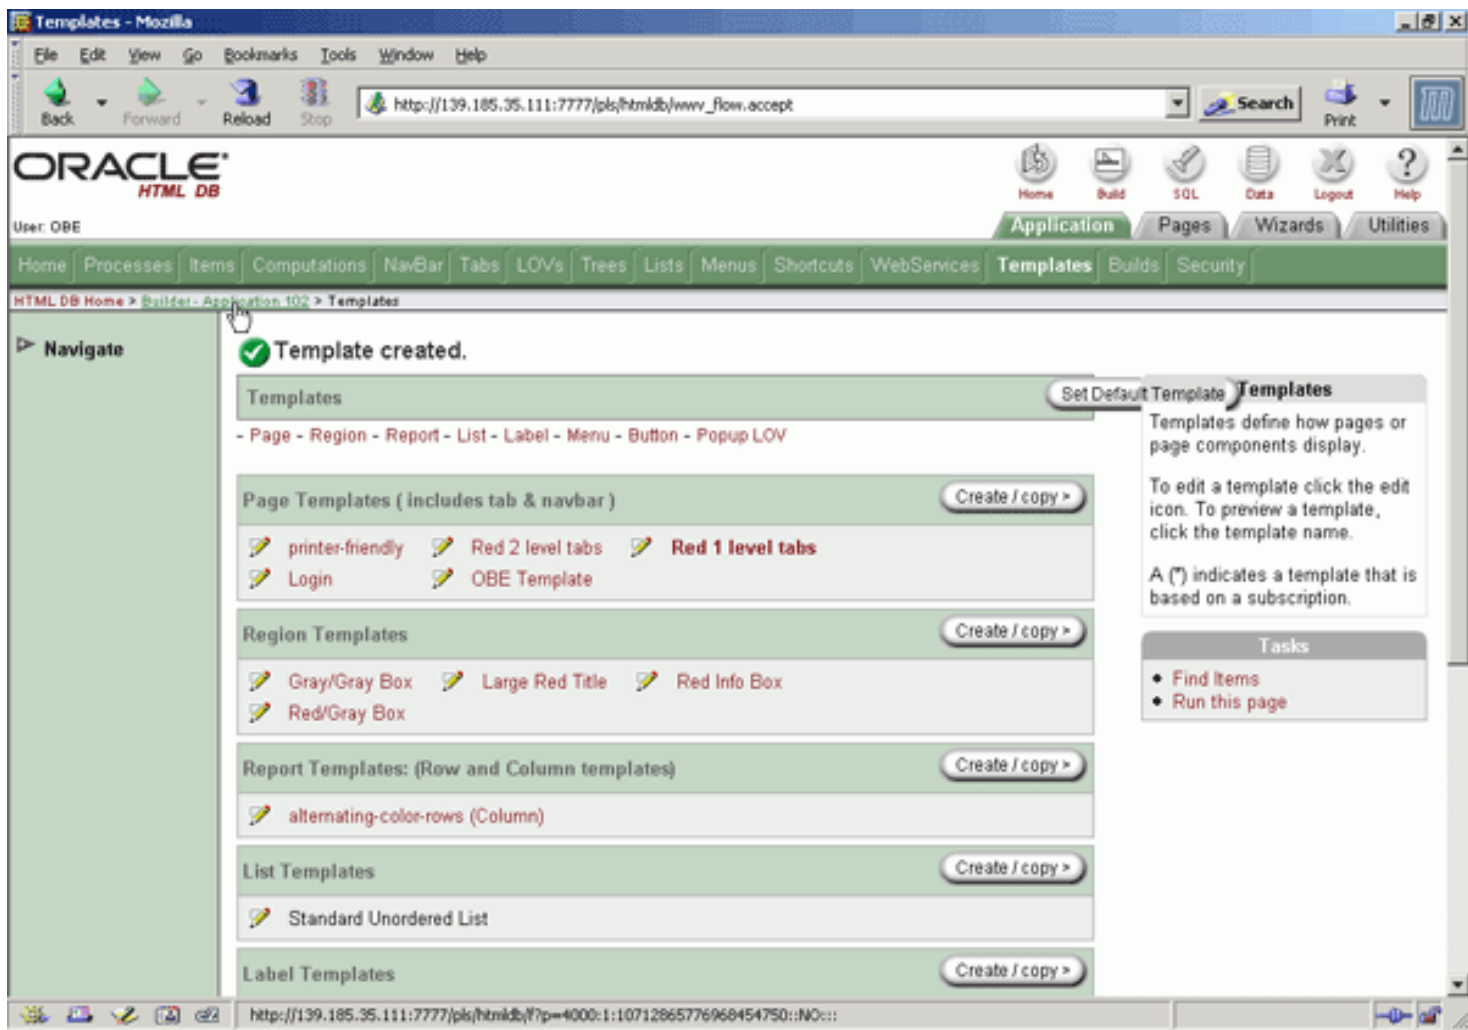 Templates - Mozilla
File Edit View Go Bookmarks Tools Window Help
Back Forward Reload Stop http://139.185.35.111:7777/pls/htmldb/wwv_flow.accept Search Print
ORACLE
HTML DB
Home Build SQL Data Logout Help
User: OBE
Application Pages Wizards Utilities
Home Processes Items Computations NavBar Tabs LOVs Trees Lists Menus Shortcuts WebServices Templates Builds Security
HTML DB Home > Builder - Application 102 > Templates
Navigate
Template created.
Templates
Set Default Template
- Page - Region - Report - List - Label - Menu - Button - Popup LOV
Page Templates ( includes tab & navbar )
Create / copy >
printer-friendly Red 2 level tabs Red 1 level tabs
Login OBE Template
Region Templates
Create / copy >
Gray/Gray Box Large Red Title Red Info Box
Red/Gray Box
Report Templates: (Row and Column templates)
Create / copy >
alternating-color-rows (Column)
List Templates
Create / copy >
Standard Unordered List
Label Templates
Create / copy >
Templates
Templates define how pages or
page components display.
To edit a template click the edit
icon. To preview a template,
click the template name.
A (*) indicates a template that is
based on a subscription.
Tasks
• Find Items
• Run this page
http://139.185.35.111:7777/pls/htmldb/f?p=4000:1:10712865776968454750::NO:::